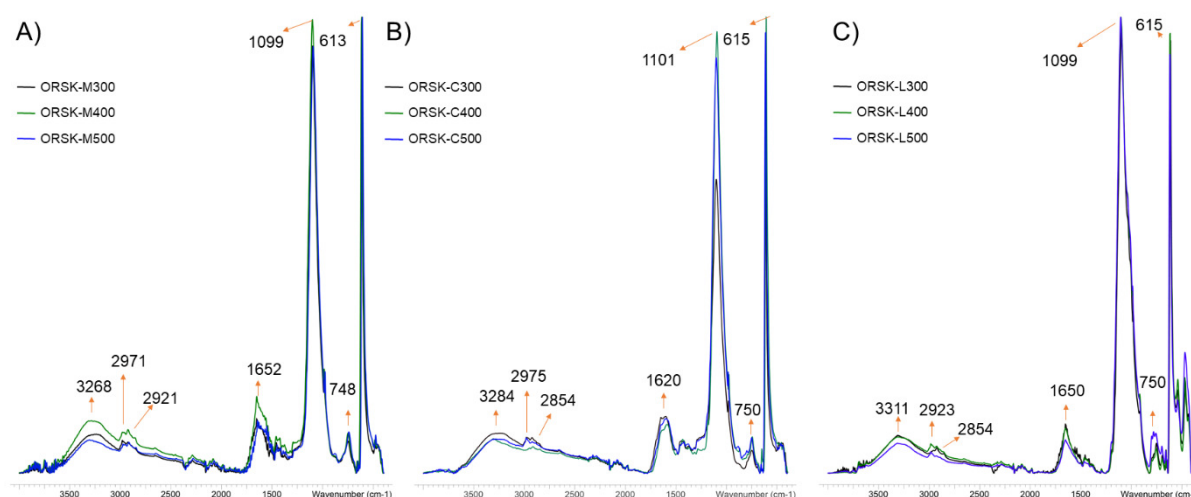 A)
1099
613
ORSK-M300
ORSK-M400
ORSK-M500
2971
3268
2921
1652
748
3500 3000 2500 2000 1500 Wavenumber (cm-1)
B)
615
1101
ORSK-C300
ORSK-C400
ORSK-C500
2975
3284
2854
1620
750
3500 3000 2500 2000 1500 Wavenumber (cm-1)
C)
615
1099
ORSK-L300
ORSK-L400
ORSK-L500
3311
2923
2854
1650
750
3500 3000 2500 2000 1500 Wavenumber (cm